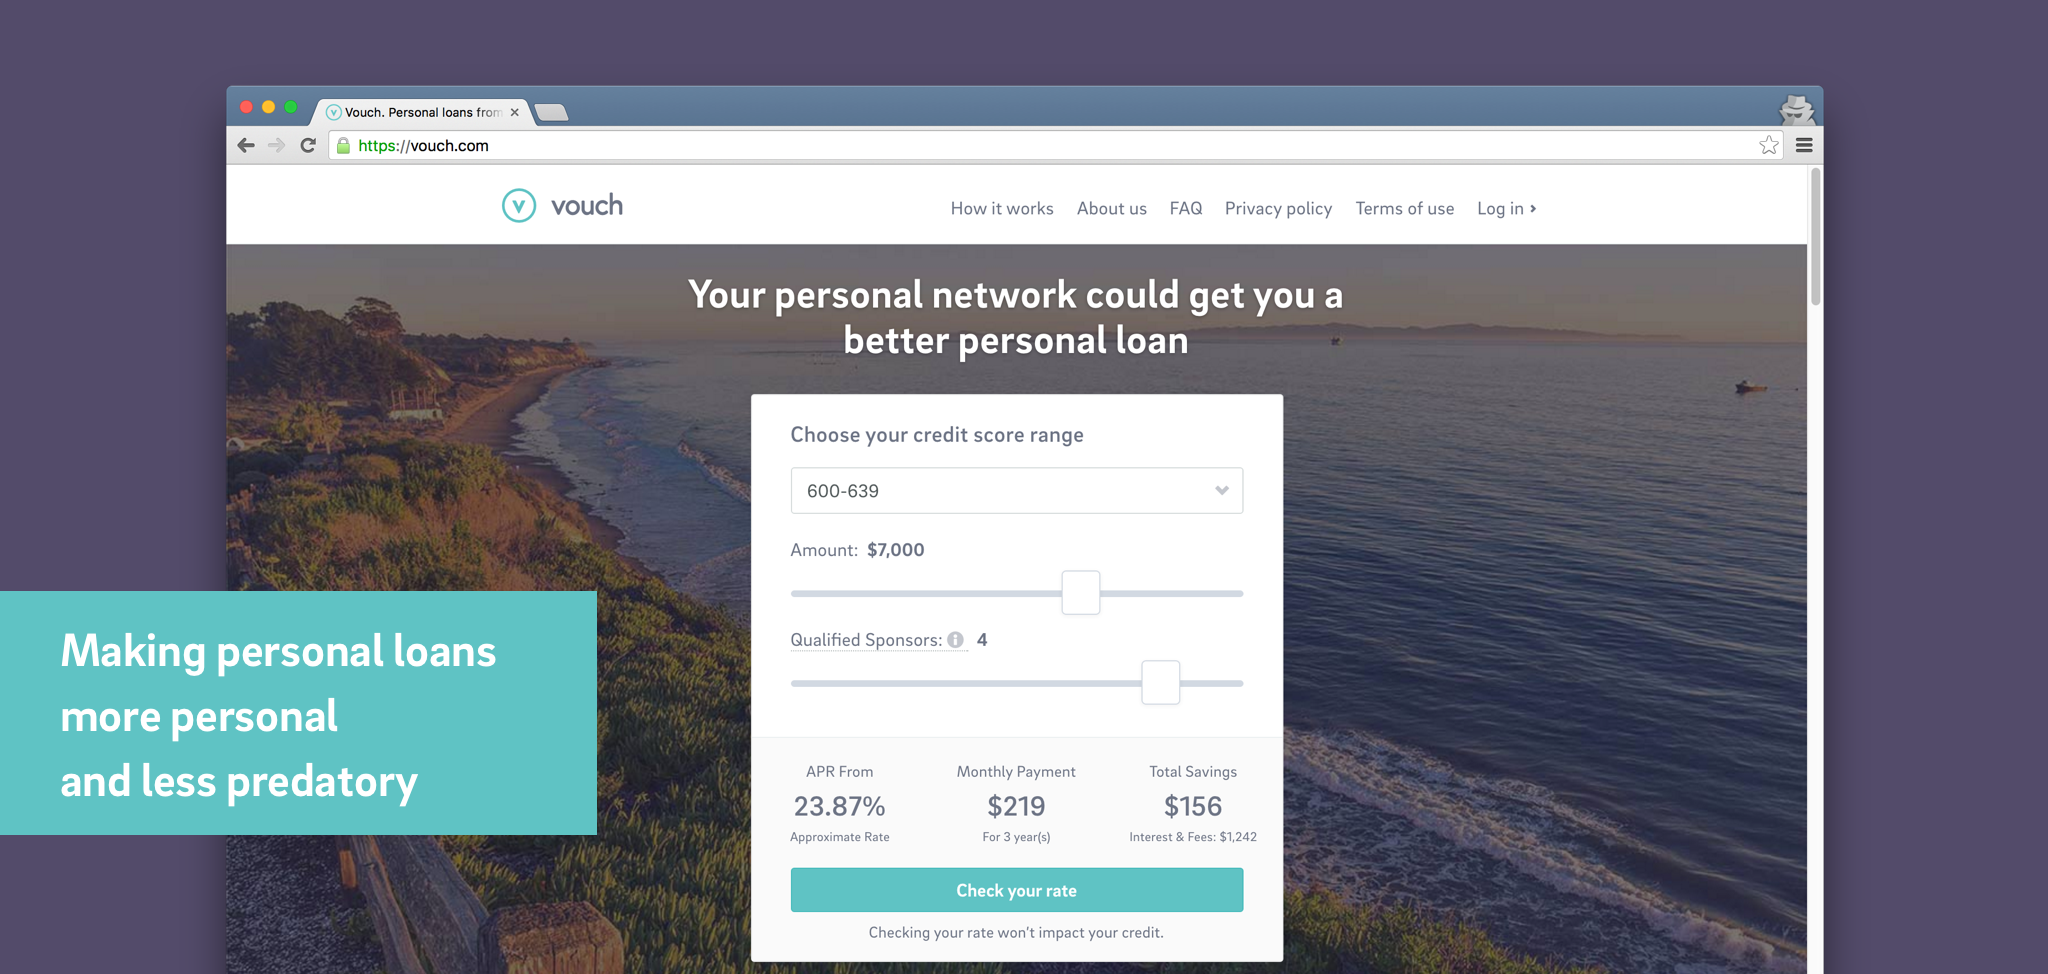 Vouch. Personal loans from
https://vouch.com
vouch
How it works About us FAQ Privacy policy Terms of use Log in
Your personal network could get you a
better personal loan
Choose your credit score range
600-639
Amount: $7,000
Qualified Sponsors: 4
APR From
23.87%
Approximate Rate
Monthly Payment
$219
For 3 year(s)
Total Savings
$156
Interest & Fees: $1,242
Check your rate
Checking your rate won't impact your credit.
Making personal loans
more personal
and less predatory